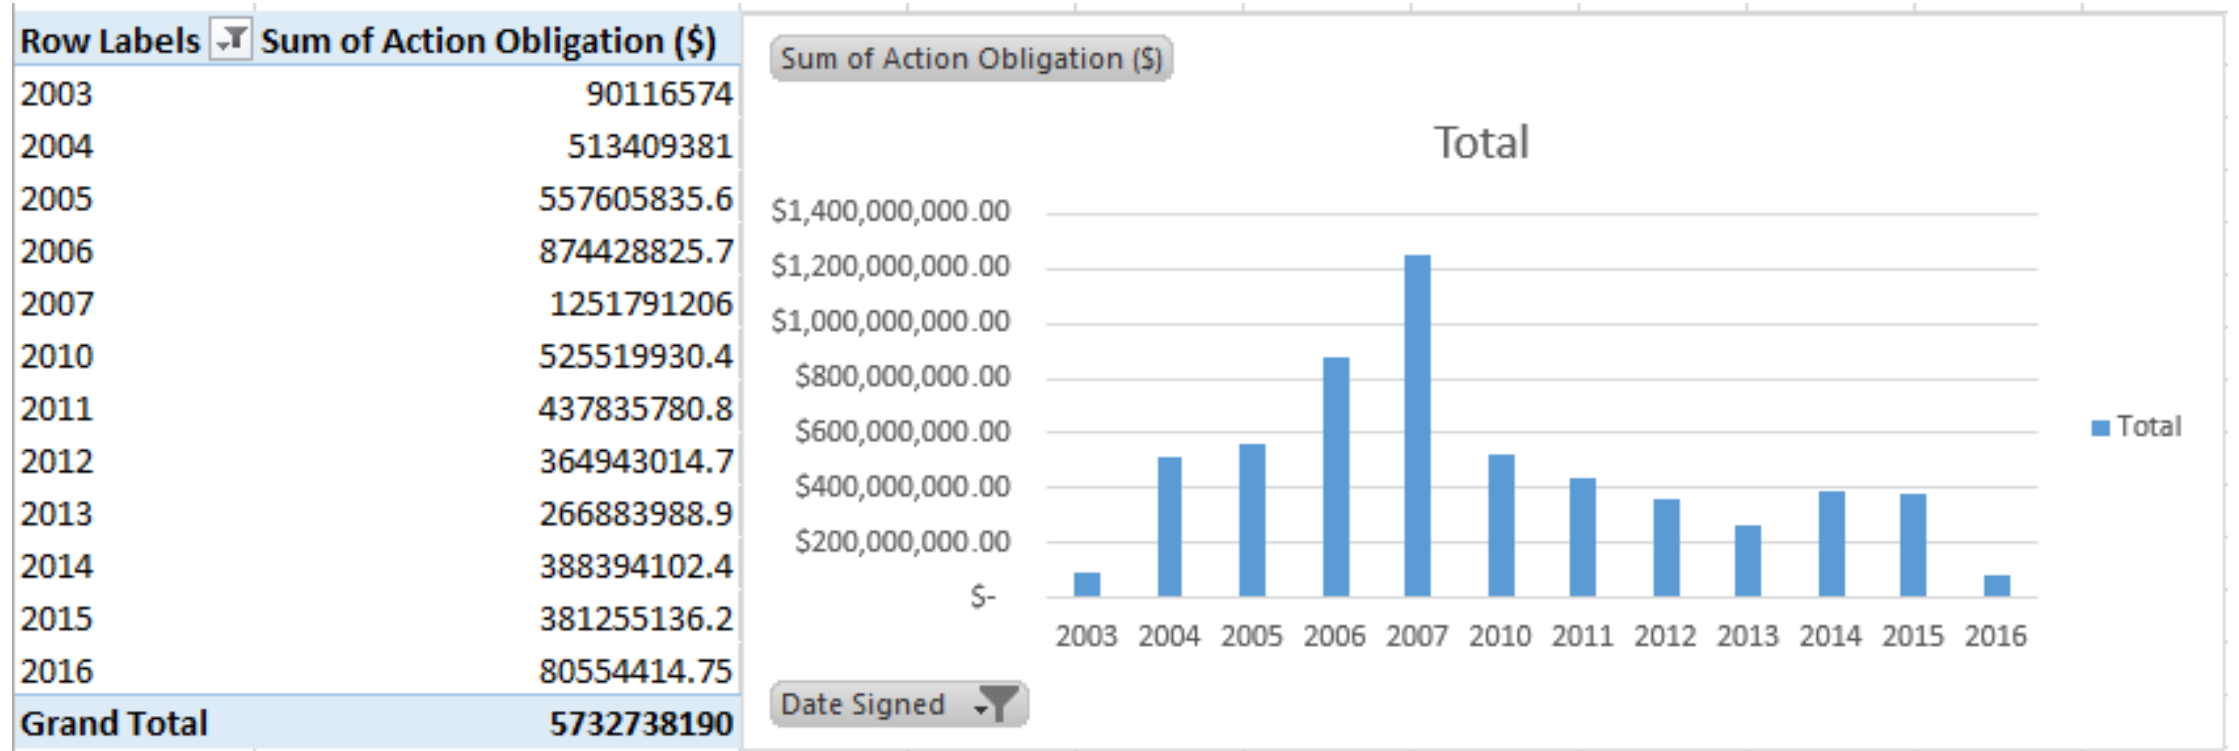 Row Labels Sum of Action Obligation ($)
2003 90116574
2004 513409381
2005 557605835.6
2006 874428825.7
2007 1251791206
2010 525519930.4
2011 437835780.8
2012 364943014.7
2013 266883988.9
2014 388394102.4
2015 381255136.2
2016 80554414.75
Grand Total 5732738190
Sum of Action Obligation ($)
Total
$1,400,000,000.00
$1,200,000,000.00
$1,000,000,000.00
$800,000,000.00
$600,000,000.00
$400,000,000.00
$200,000,000.00
$-
2003 2004 2005 2006 2007 2010 2011 2012 2013 2014 2015 2016
Total
Date Signed